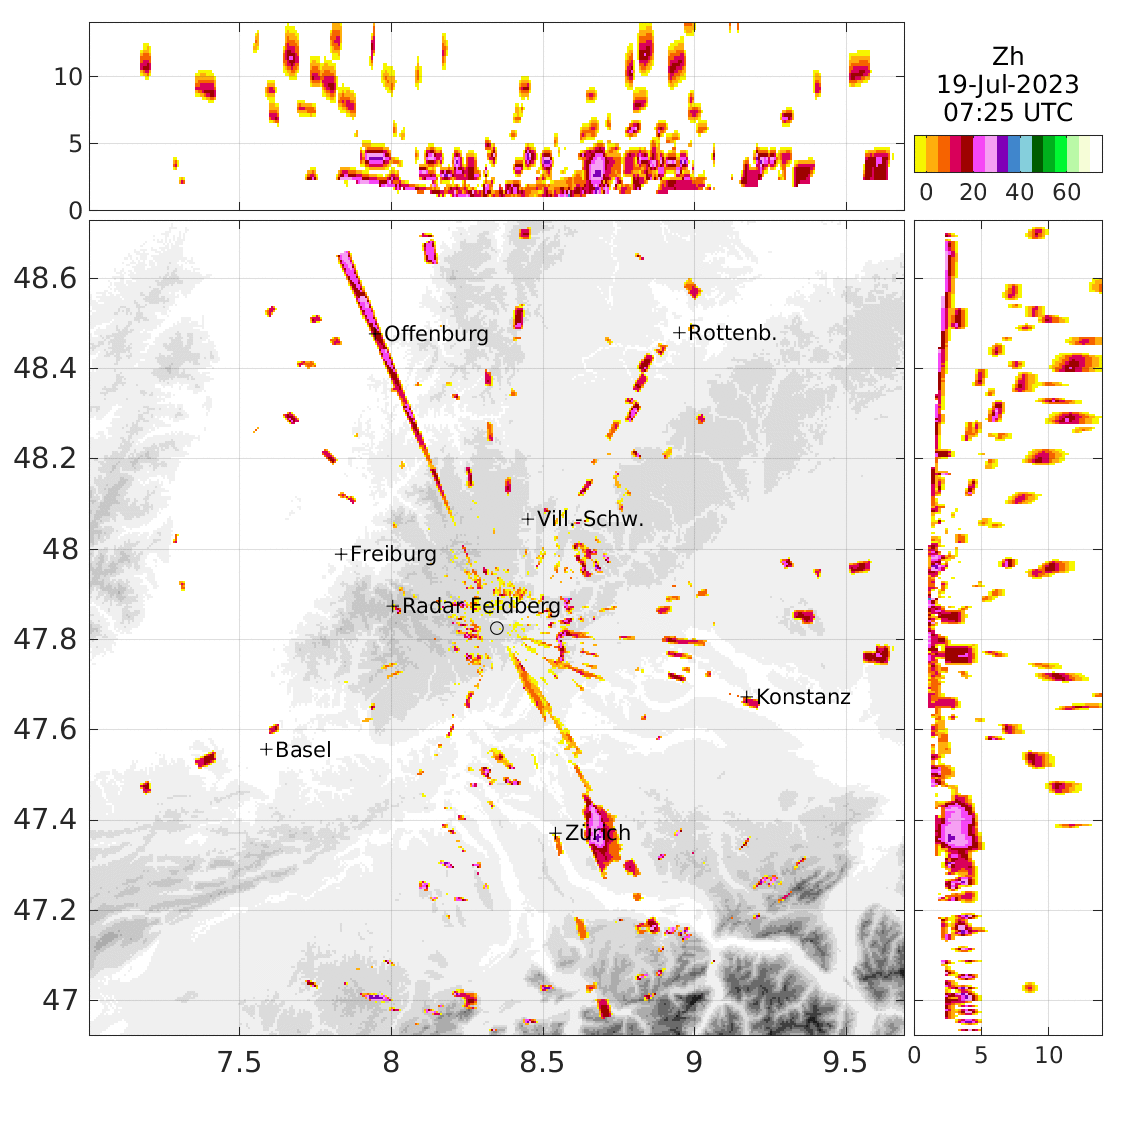 10
5
0
Zh
19-Jul-2023
07:25 UTC
0 20 40 60
48.6
48.4
48.2
48
47.8
47.6
47.4
47.2
47
+Offenburg
+Rottenb.
+Vill.-Schw.
+Freiburg
+Radar Feldberg
+Konstanz
+Basel
+Zürich
7.5 8 8.5 9 9.5
0 5 10